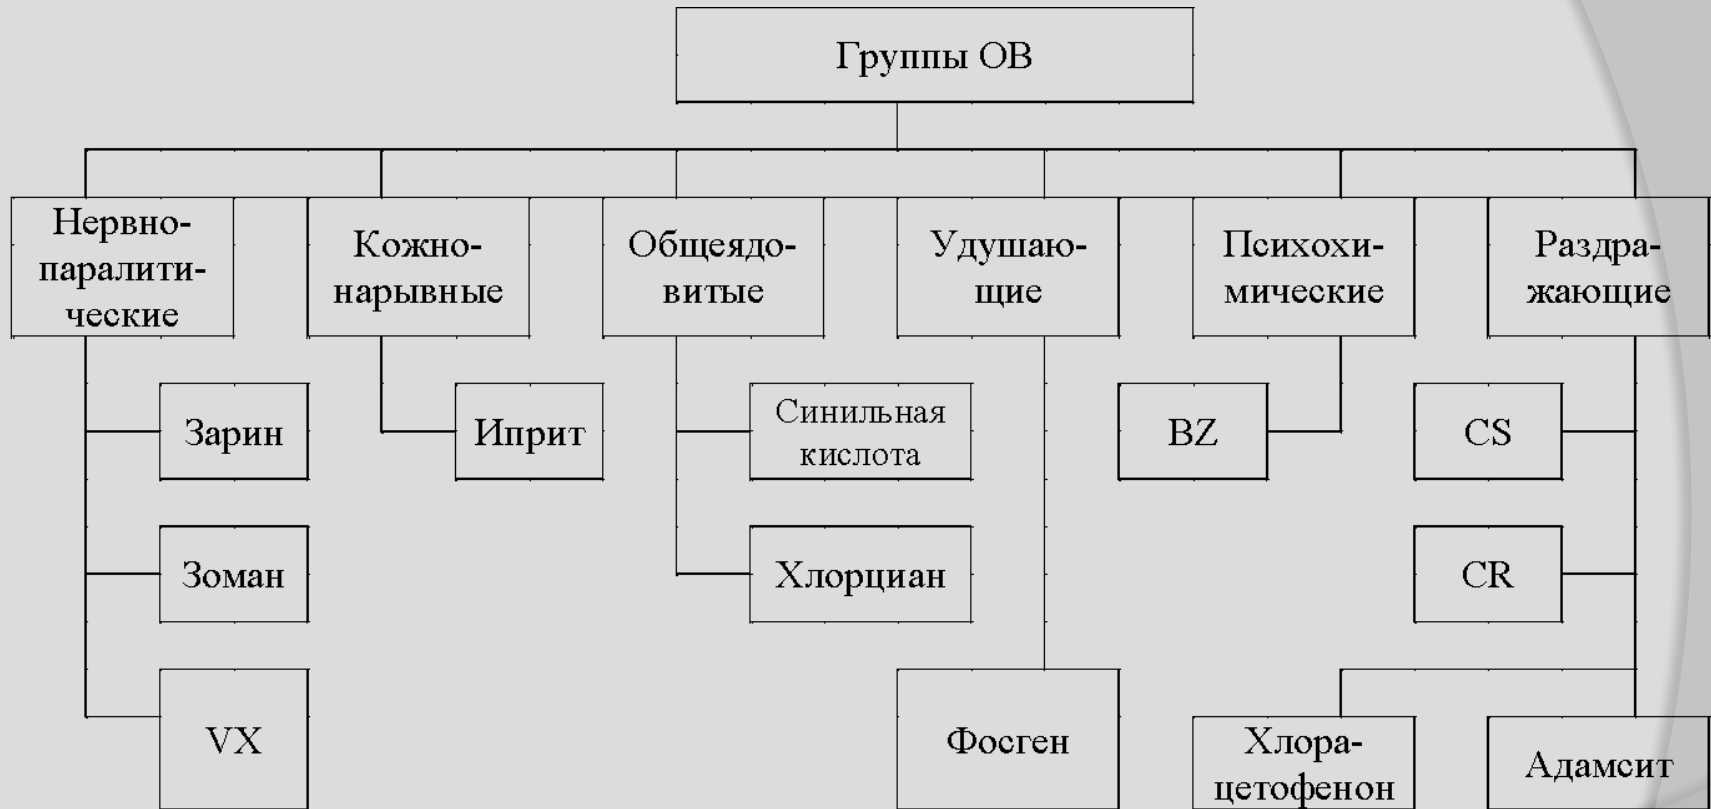 Группы ОВ
Нервно-
паралити-
ческие
Кожно-
нарывные
Общеядо-
витые
Удушаю-
щие
Психохи-
мические
Раздра-
жающие
Зарин
Иприт
Синильная
кислота
BZ
CS
Зоман
Хлорциан
CR
VX
Фосген
Хлора-
цетофенон
Адамсит